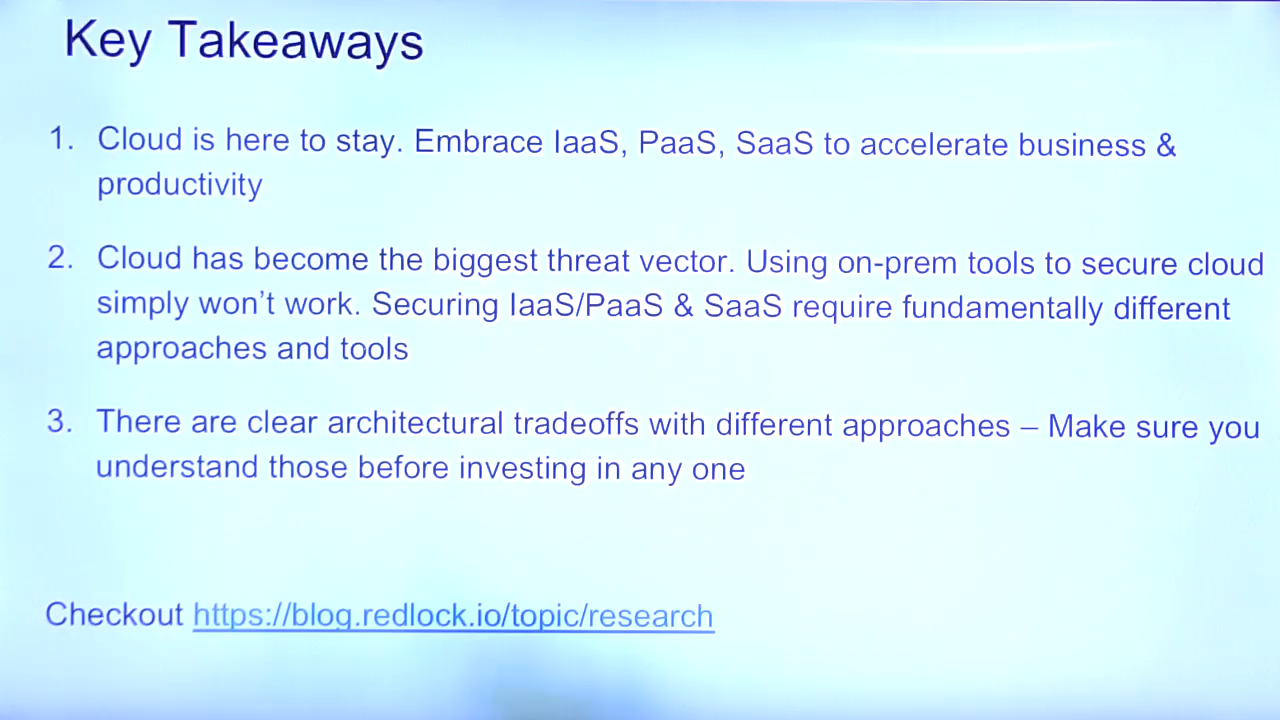 Key Takeaways
1. Cloud is here to stay. Embrace IaaS, PaaS, SaaS to accelerate business &
productivity
2. Cloud has become the biggest threat vector. Using on-prem tools to secure cloud
simply won’t work. Securing IaaS/PaaS & SaaS require fundamentally different
approaches and tools
3. There are clear architectural tradeoffs with different approaches – Make sure you
understand those before investing in any one
Checkout https://blog.redlock.io/topic/research